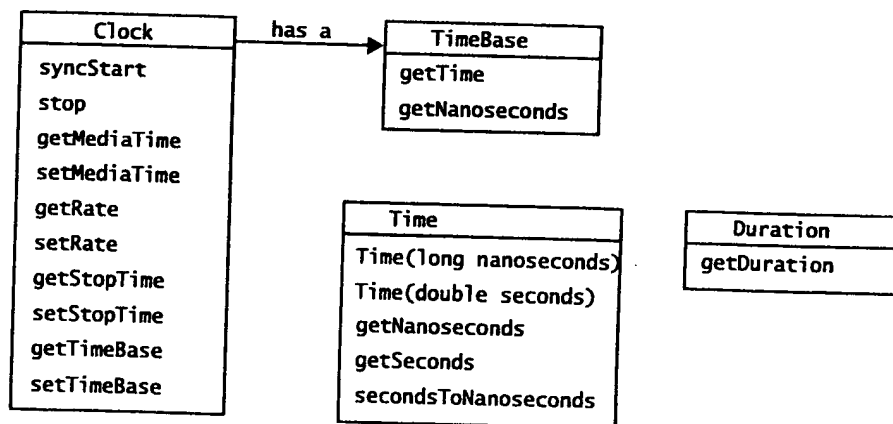 Clock
syncStart
stop
getMediaTime
setMediaTime
getRate
setRate
getStopTime
setStopTime
getTimeBase
setTimeBase
has a
TimeBase
getTime
getNanoseconds
Time
Time(long nanoseconds)
Time(double seconds)
getNanoseconds
getSeconds
secondsToNanoseconds
Duration
getDuration